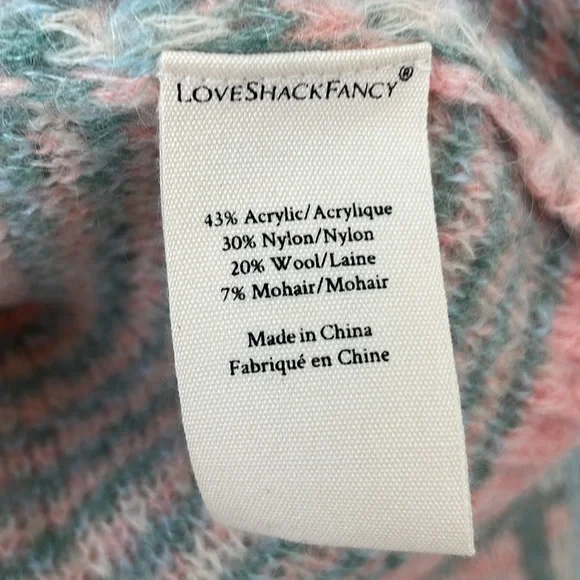 LOVESHACKFANCY®
43% Acrylic/Acrylique
30% Nylon/Nylon
20% Wool/Laine
7% Mohair/Mohair
Made in China
Fabriqué en Chine